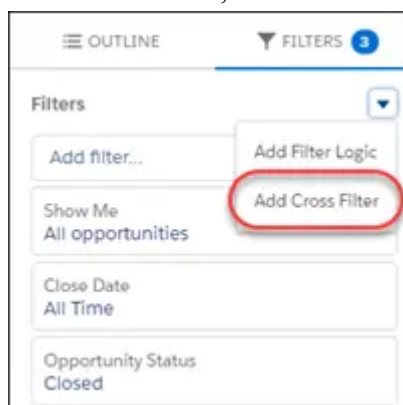 OUTLINE
FILTERS 3
Filters
Add filter...
Add Filter Logic
Add Cross Filter
Show Me
All opportunities
Close Date
All Time
Opportunity Status
Closed